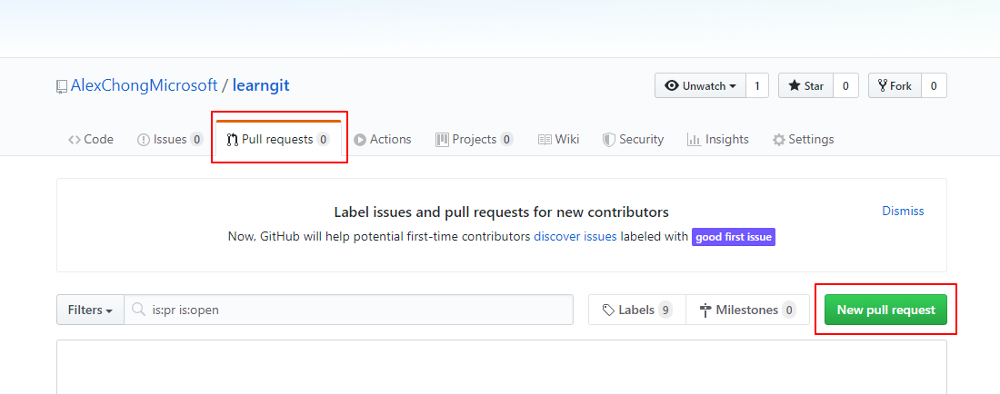 AlexChongMicrosoft / learngit
Unwatch 1 Star 0 Fork 0
Code Issues 0 Pull requests 0 Actions Projects 0 Wiki Security Insights Settings
Label issues and pull requests for new contributors
Dismiss
Now, GitHub will help potential first-time contributors discover issues labeled with good first issue
Filters is:pr is:open Labels 9 Milestones 0 New pull request